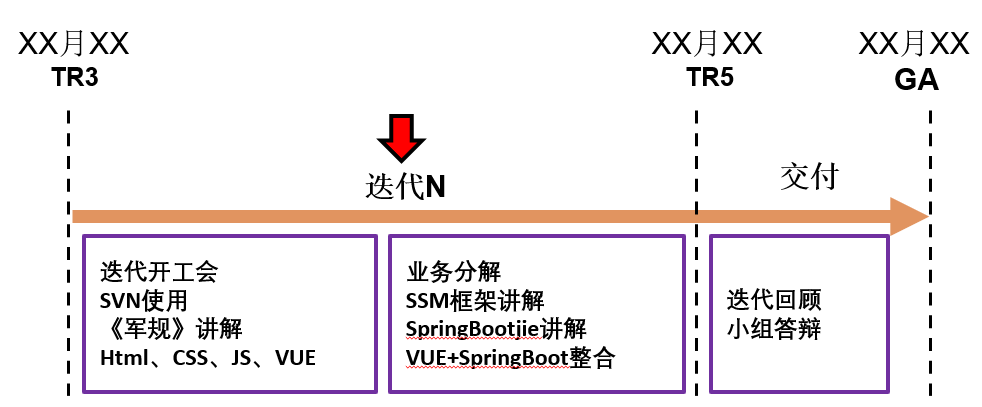 XX月XX
TR3
XX月XX
TR5
XX月XX
GA
迭代N
交付
迭代开工会
SVN使用
《军规》讲解
Html、CSS、JS、VUE
业务分解
SSM框架讲解
SpringBootjie讲解
VUE+SpringBoot整合
迭代回顾
小组答辩